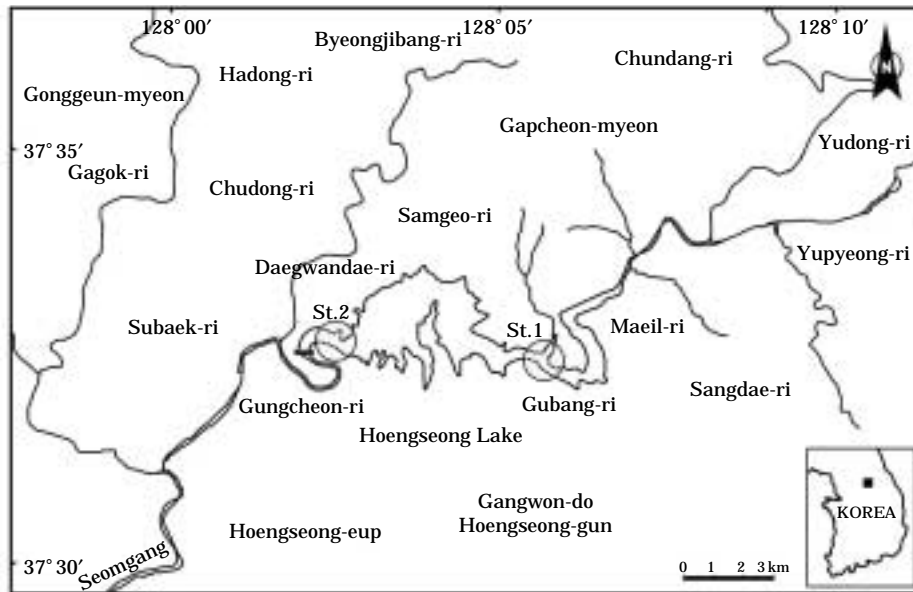 128° 00′
128° 05′
128° 10′
Byeongjibang-ri
Chundang-ri
Hadong-ri
N
Gonggeun-myeon
Gapcheon-myeon
Yudong-ri
37° 35′
Gagok-ri
Chudong-ri
Samgeo-ri
Yupyeong-ri
Daegwandae-ri
St.2
St.1
Maeil-ri
Subaek-ri
Sangdae-ri
Gungcheon-ri
Gubang-ri
Hoengseong Lake
Gangwon-do
Hoengseong-gun
KOREA
Hoengseong-eup
37° 30′
Seomgang
0 1 2 3 km